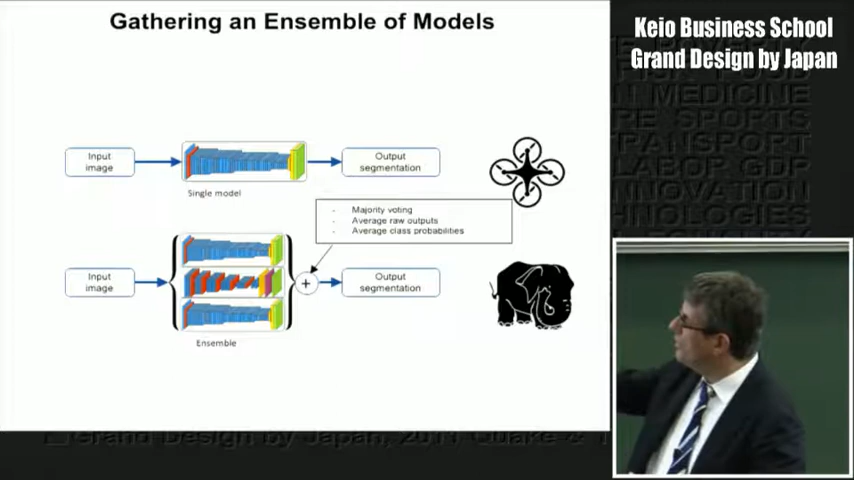 Gathering an Ensemble of Models
Keio Business School
Grand Design by Japan
Input
image
Output
segmentation
Single model
- Majority voting
- Average raw outputs
- Average class probabilities
Input
image
+
Output
segmentation
Ensemble
MEDICINE
SPORTS
TRANSPORT
GDP
INNOVATION
Grand Design by Japan, 2011 Quake &